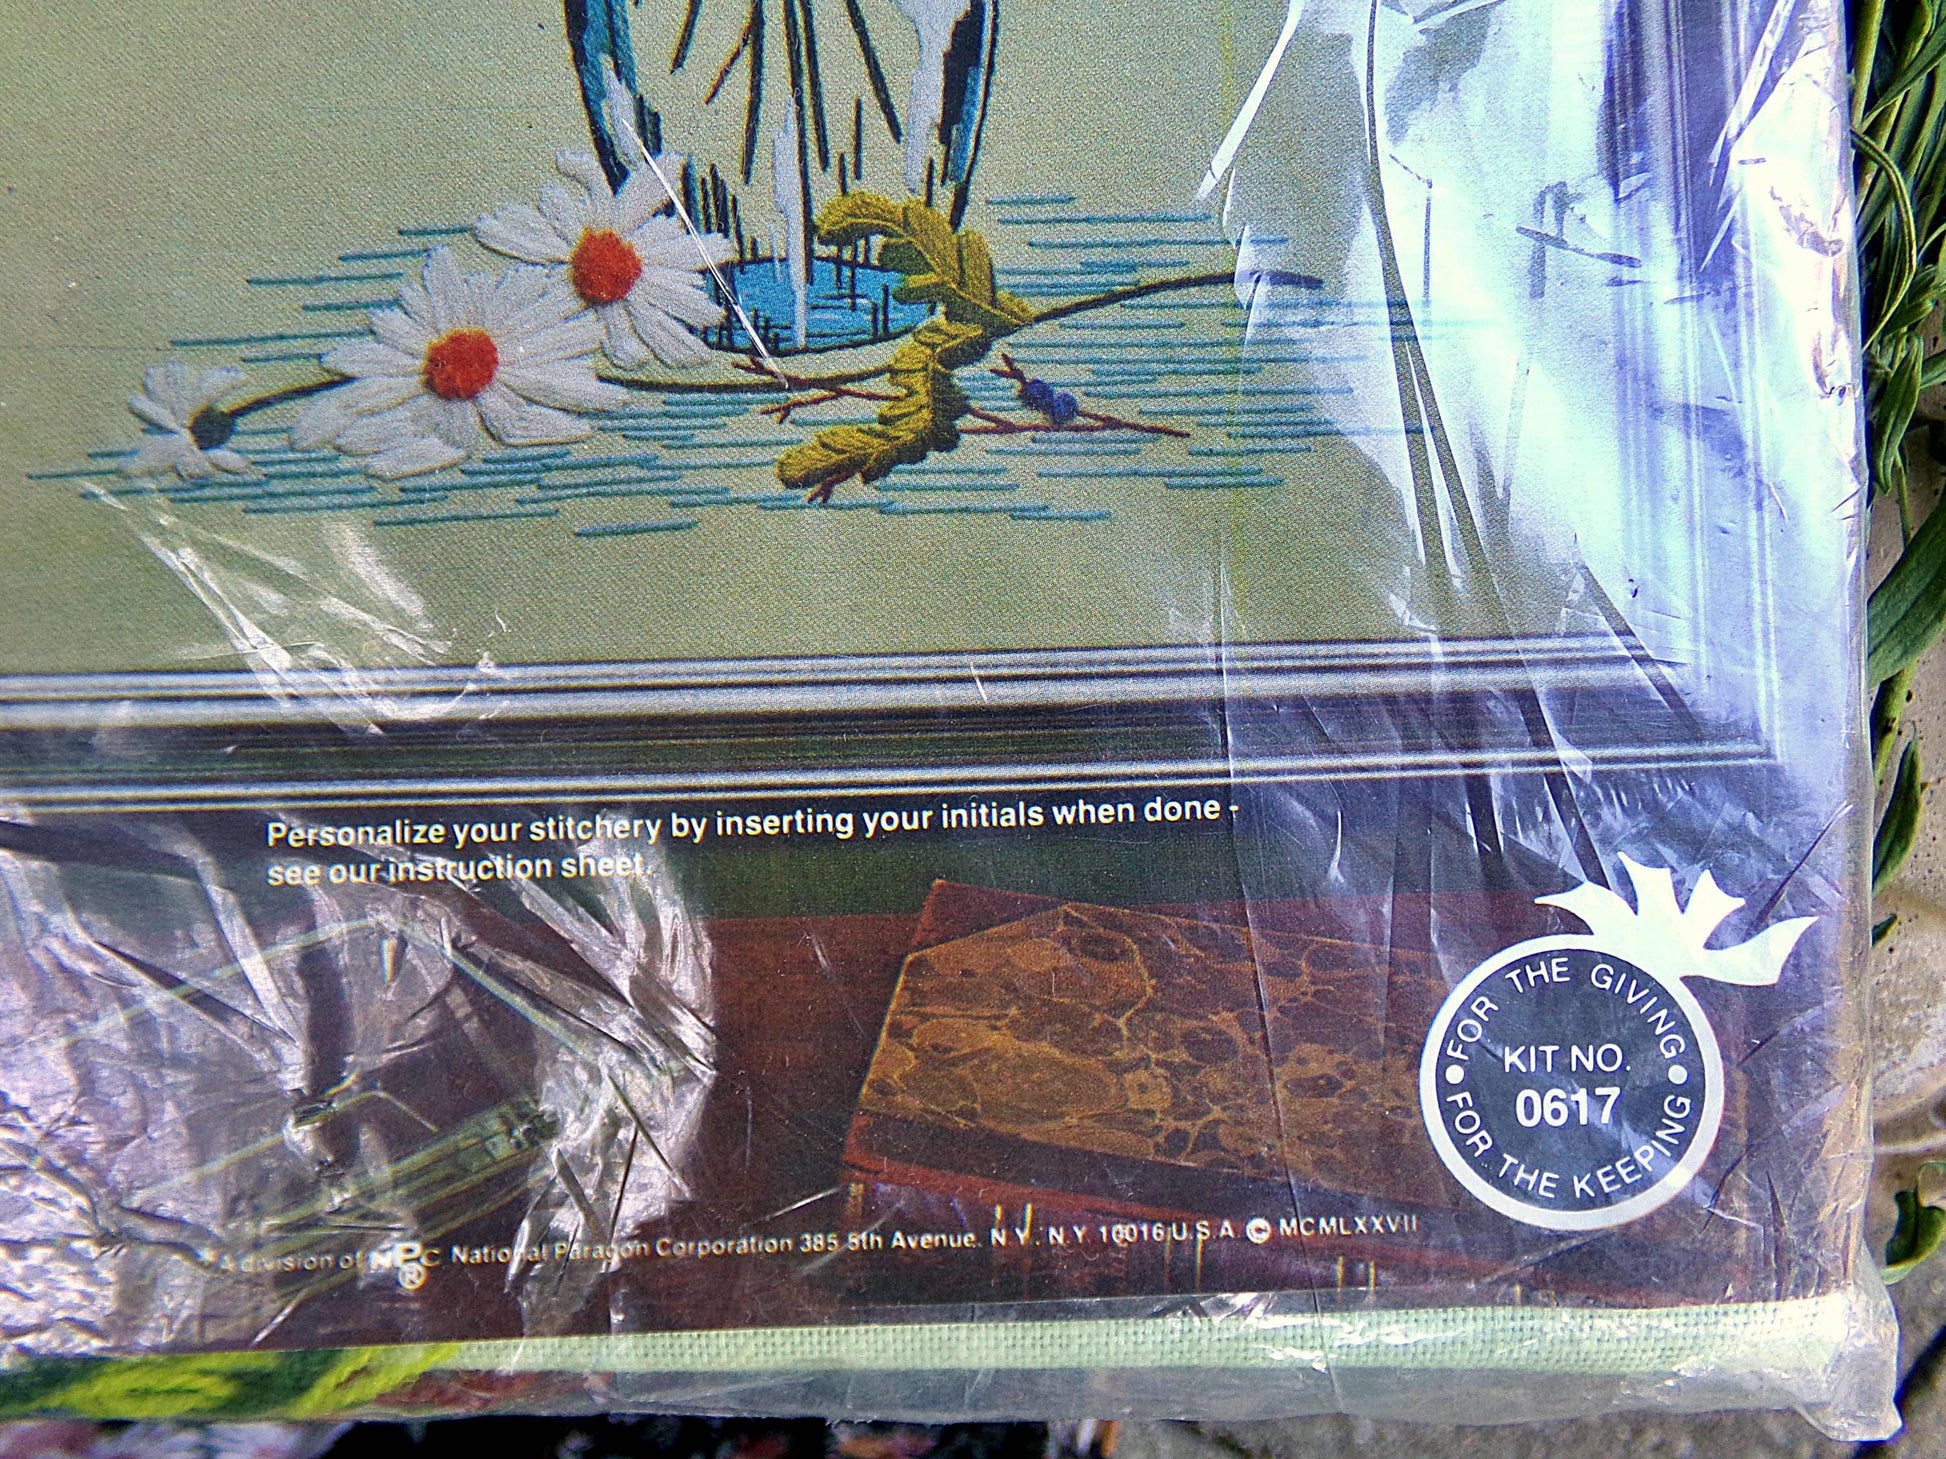 Personalize your stitchery by inserting your initials when done -
see our instruction sheet.
FOR THE GIVING
KIT NO.
0617
FOR THE KEEPING
A division of NPC National Paragon Corporation 385 5th Avenue, N.Y., N.Y. 10016 U.S.A. © MCMLXXVII
®